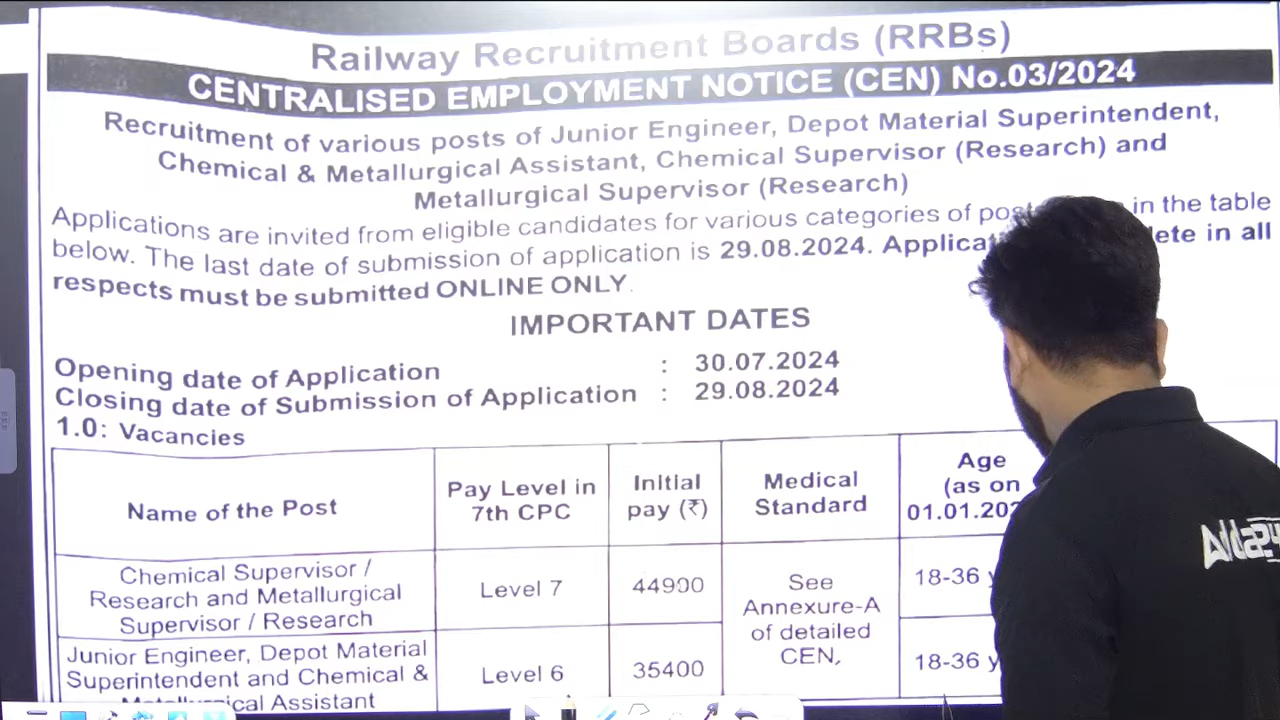 Railway Recruitment Boards (RRBs)
CENTRALISED EMPLOYMENT NOTICE (CEN) No.03/2024
Recruitment of various posts of Junior Engineer, Depot Material Superintendent,
Chemical & Metallurgical Assistant, Chemical Supervisor (Research) and
Metallurgical Supervisor (Research)
Applications are invited from eligible candidates for various categories of in the table
below. The last date of submission of application is 29.08.2024. in all
respects must be submitted ONLINE ONLY.
IMPORTANT DATES
Opening date of Application : 30.07.2024
Closing date of Submission of Application : 29.08.2024
1.0: Vacancies
Name of the Post
Pay Level in
7th CPC
Initial
pay (₹)
Medical
Standard
Age
(as on
Chemical Supervisor /
Research and Metallurgical
Supervisor / Research
Level 7
44900
See
Annexure-A
of detailed
CEN,
18-36
Junior Engineer, Depot Material
Superintendent and Chemical &
Assistant
Level 6
35400
18-36